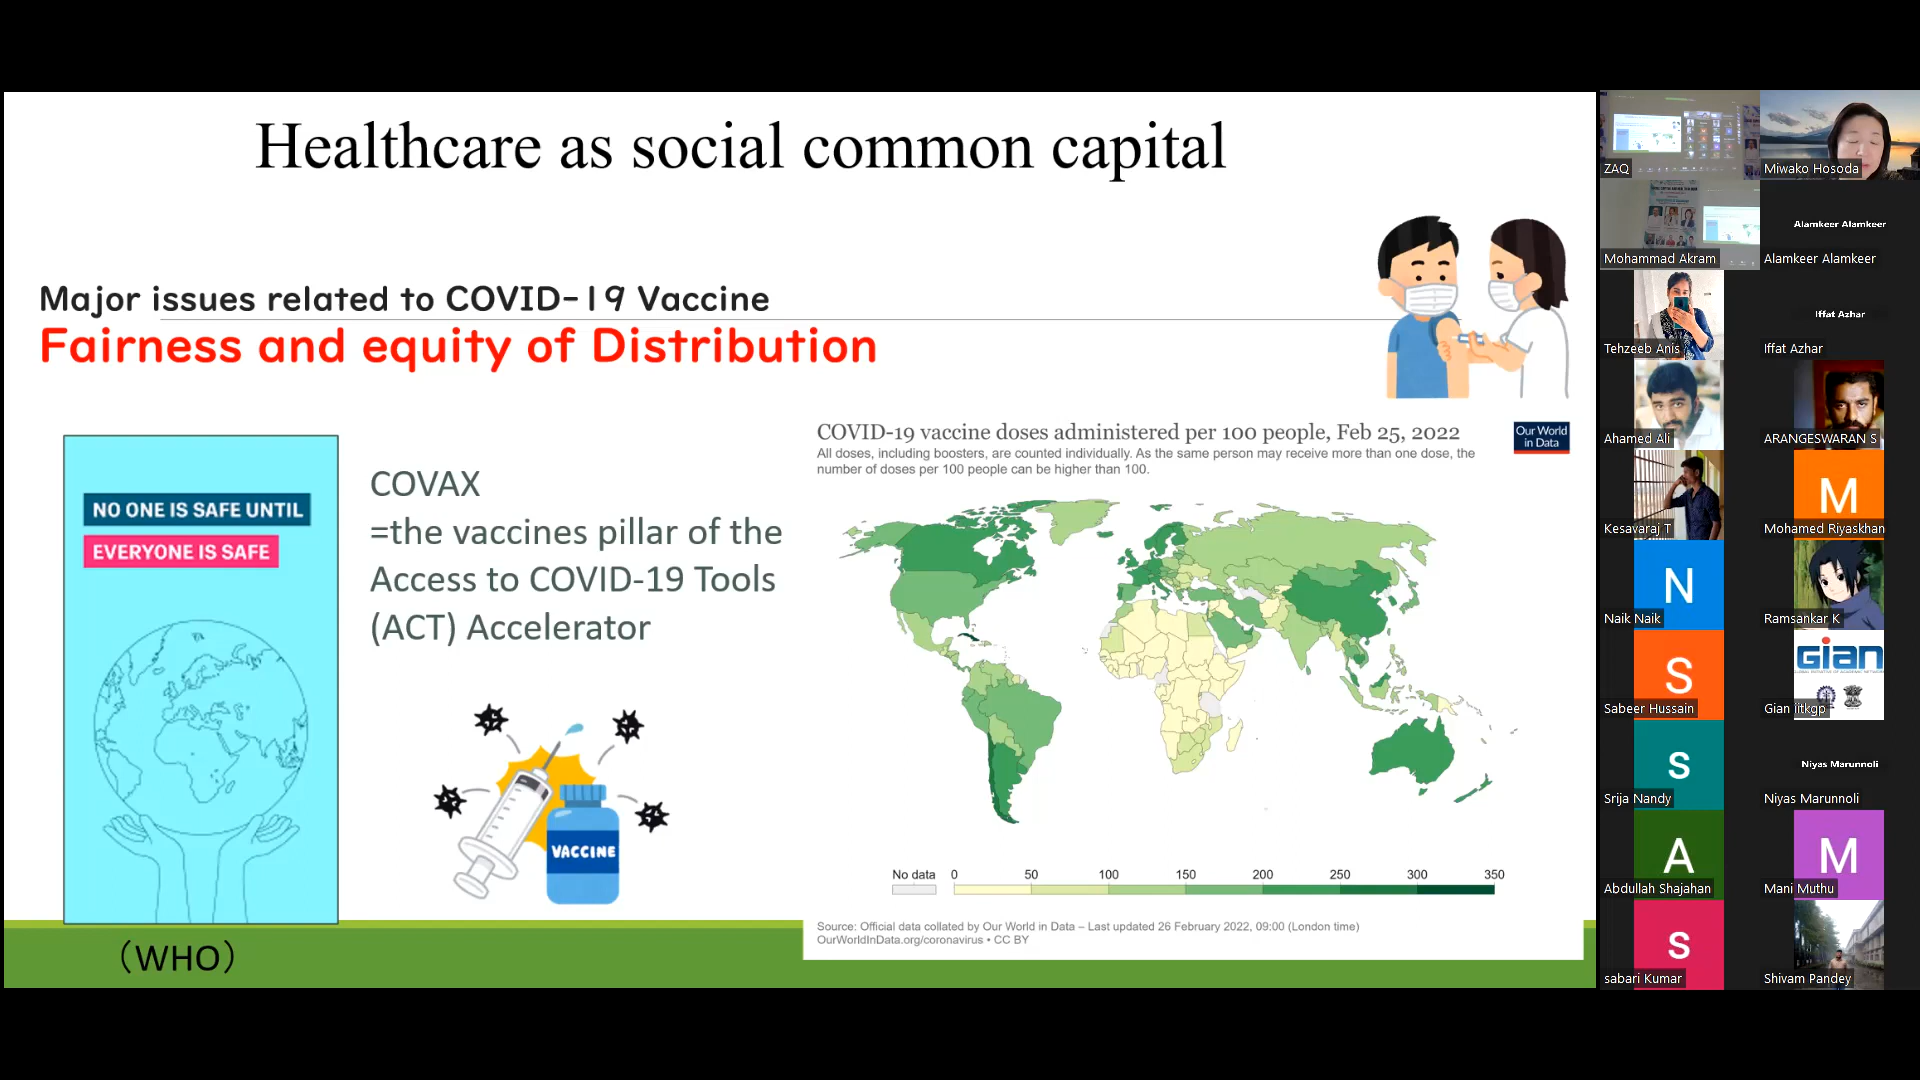 Healthcare as social common capital
Major issues related to COVID-19 Vaccine
Fairness and equity of Distribution
NO ONE IS SAFE UNTIL
EVERYONE IS SAFE
(WHO)
COVAX
=the vaccines pillar of the
Access to COVID-19 Tools
(ACT) Accelerator
VACCINE
COVID-19 vaccine doses administered per 100 people, Feb 25, 2022
All doses, including boosters, are counted individually. As the same person may receive more than one dose, the
number of doses per 100 people can be higher than 100.
Our World
in Data
No data 0 50 100 150 200 250 300 350
Source: Official data collated by Our World in Data – Last updated 26 February 2022, 09:00 (London time)
OurWorldInData.org/coronavirus • CC BY
ZAQ
Miwako Hosoda
Mohammad Akram
Alamkeer Alamkeer
Alamkeer Alamkeer
Tehzeeb Anis
Iffat Azhar
Iffat Azhar
Ahamed Ali
ARANGESWARAN S
Kesavaraj T
M
Mohamed Riyaskhan
N
Naik Naik
Ramsankar K
S
Sabeer Hussain
GIAN
Gian iitkgp
S
Srija Nandy
Niyas Marunnoli
Niyas Marunnoli
A
Abdullah Shajahan
M
Mani Muthu
S
sabari Kumar
Shivam Pandey